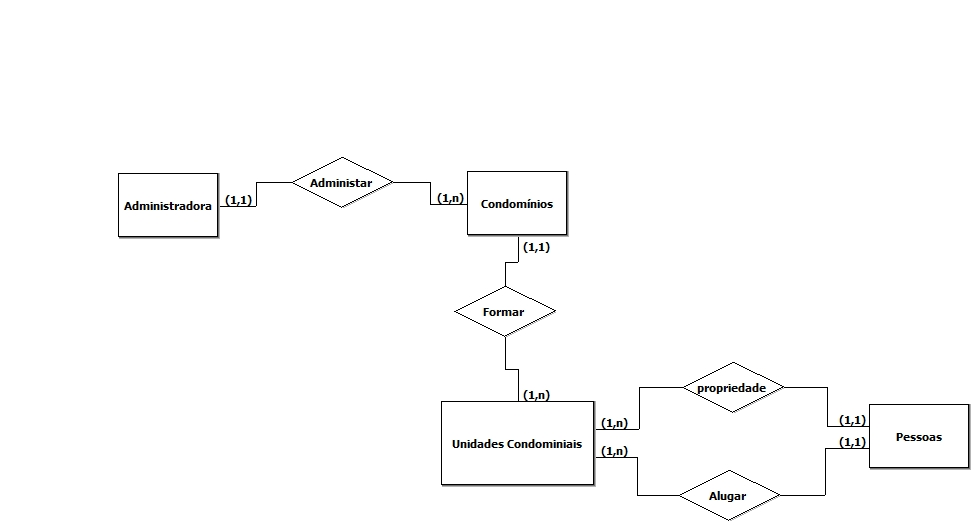 Administradora
(1,1)
Administar
(1,n)
Condomínios
(1,1)
Formar
(1,n)
Unidades Condominiais
(1,n)
(1,n)
propriedade
Alugar
(1,1)
(1,1)
Pessoas